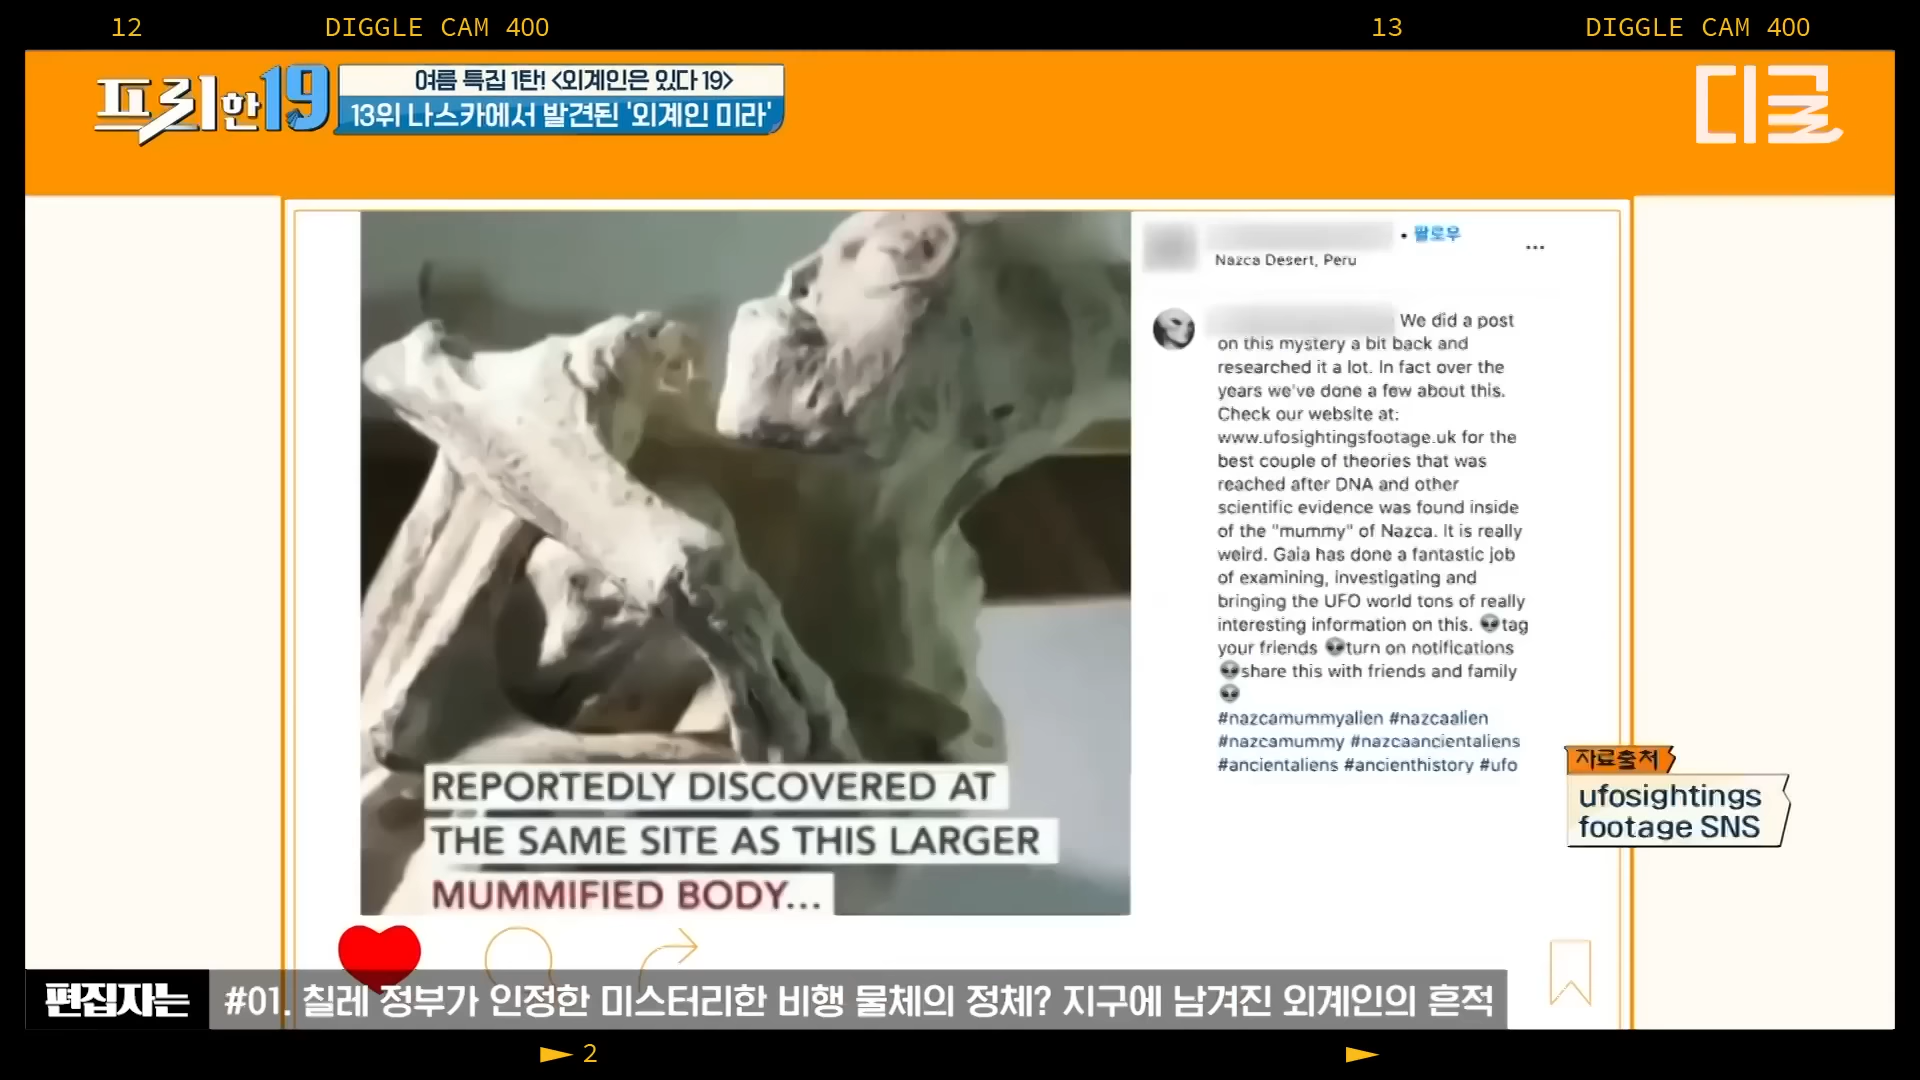 12 DIGGLE CAM 400 13 DIGGLE CAM 400
프리한19
여름 특집 1탄! <외계인은 있다 19>
13위 나스카에서 발견된 '외계인 미라'
디글
• 팔로우
...
Nazca Desert, Peru
We did a post
on this mystery a bit back and
researched it a lot. In fact over the
years we've done a few about this.
Check our website at:
www.ufosightingsfootage.uk for the
best couple of theories that was
reached after DNA and other
scientific evidence was found inside
of the "mummy" of Nazca. It is really
weird. Gaia has done a fantastic job
of examining, investigating and
bringing the UFO world tons of really
interesting information on this. 👽tag
your friends 👽turn on notifications
👽share this with friends and family
👽
#nazcamummyalien #nazcaalien
#nazcamummy #nazcaancientaliens
#ancientaliens #ancienthistory #ufo
REPORTEDLY DISCOVERED AT
THE SAME SITE AS THIS LARGER
MUMMIFIED BODY...
자료출처
ufosightings
footage SNS
편집자는 #01. 칠레 정부가 인정한 미스터리한 비행 물체의 정체? 지구에 남겨진 외계인의 흔적
2